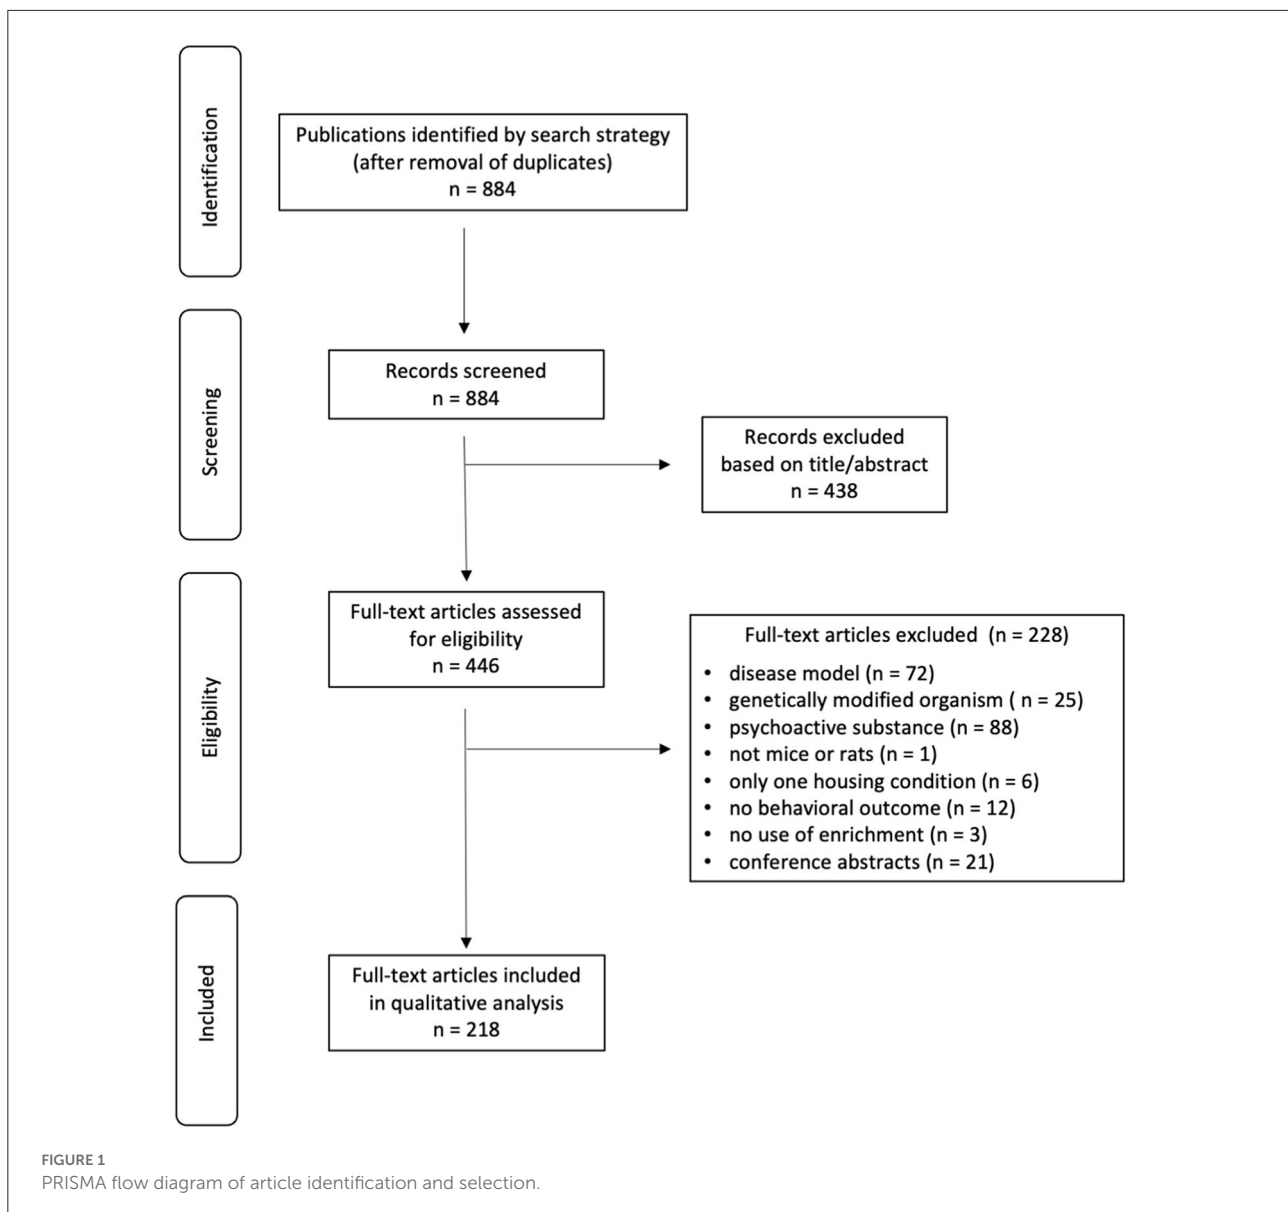 Identification
Publications identified by search strategy
(after removal of duplicates)
n = 884
Screening
Records screened
n = 884
Records excluded
based on title/abstract
n = 438
Eligibility
Full-text articles assessed
for eligibility
n = 446
Full-text articles excluded (n = 228)
• disease model (n = 72)
• genetically modified organism ( n = 25)
• psychoactive substance (n = 88)
• not mice or rats (n = 1)
• only one housing condition (n = 6)
• no behavioral outcome (n = 12)
• no use of enrichment (n = 3)
• conference abstracts (n = 21)
Included
Full-text articles included
in qualitative analysis
n = 218
FIGURE 1
PRISMA flow diagram of article identification and selection.